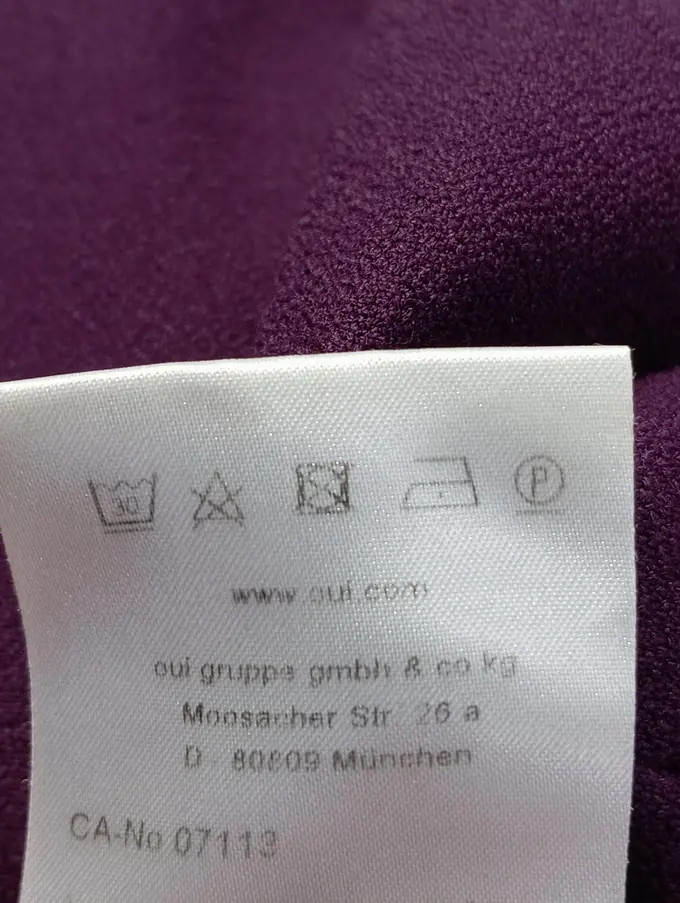 30 P
www.oui.com
oui gruppe gmbh & co kg
Moosacher Str. 26 a
D - 80809 München
CA-No 07113